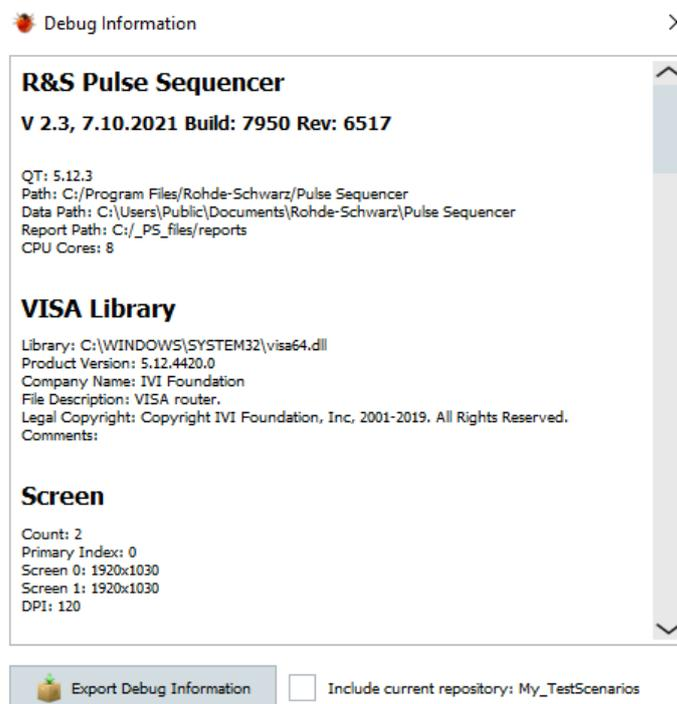 Debug Information
R&S Pulse Sequencer
V 2.3, 7.10.2021 Build: 7950 Rev: 6517
QT: 5.12.3
Path: C:/Program Files/Rohde-Schwarz/Pulse Sequencer
Data Path: C:\Users\Public\Documents\Rohde-Schwarz\Pulse Sequencer
Report Path: C:/_PS_files/reports
CPU Cores: 8
VISA Library
Library: C:\WINDOWS\SYSTEM32\visa64.dll
Product Version: 5.12.4420.0
Company Name: IVI Foundation
File Description: VISA router.
Legal Copyright: Copyright IVI Foundation, Inc, 2001-2019. All Rights Reserved.
Comments:
Screen
Count: 2
Primary Index: 0
Screen 0: 1920x1030
Screen 1: 1920x1030
DPI: 120
Export Debug Information
Include current repository: My_TestScenarios